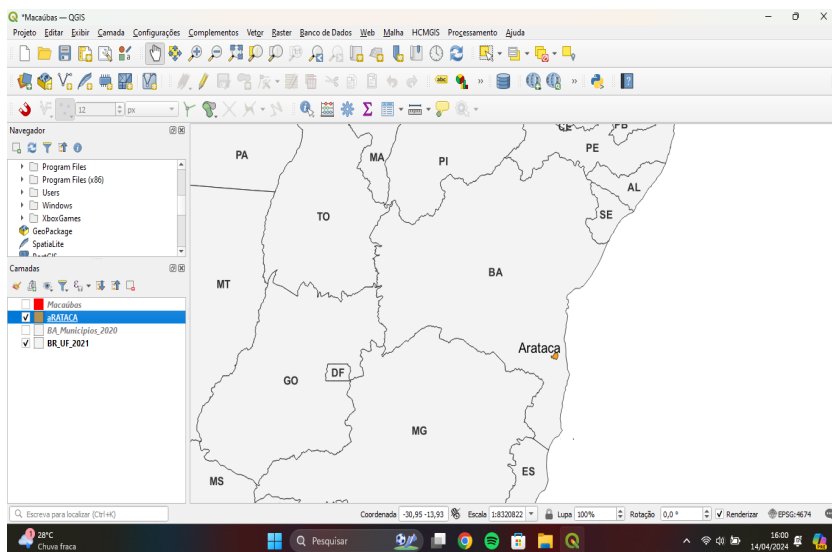 *Macaúbas — QGIS
Projeto Editar Exibir Camada Configurações Complementos Vetor Raster Banco de Dados Web Malha HCMGIS Processamento Ajuda
abc
12 px
Navegador
Program Files
Program Files (x86)
Users
Windows
XboxGames
GeoPackage
SpatiaLite
PostGIS
Camadas
Macaúbas
aRATACA
BA_Municipios_2020
BR_UF_2021
CE PB
PA MA PI PE
AL
TO SE
MT BA
Arataca
GO DF
MG
MS ES
Escreva para localizar (Ctrl+K) Coordenada -30,95 -13,93 Escala 1:8320822 Lupa 100% Rotação 0,0 ° Renderizar EPSG:4674
28°C
Chuva fraca
Pesquisar
16:00
14/04/2024